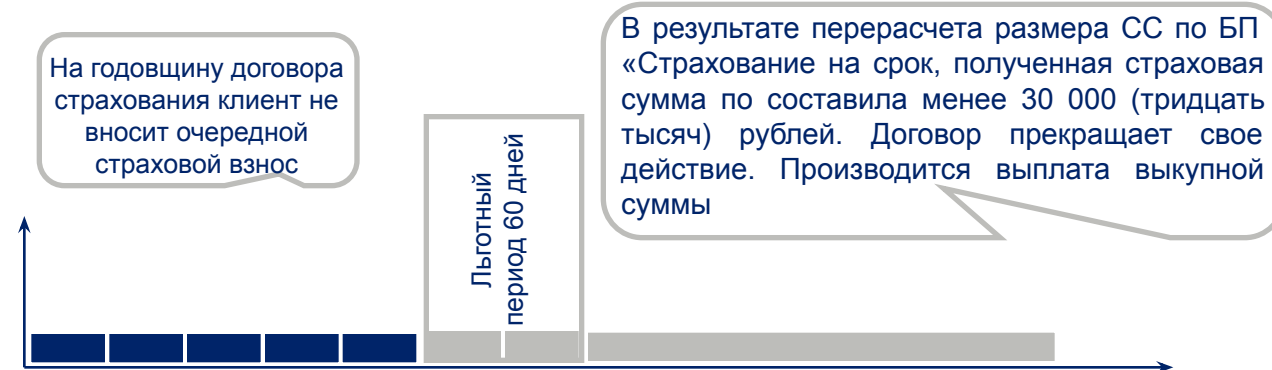 На годовщину договора
страхования клиент не
вносит очередной
страховой взнос
Льготный
период 60 дней
В результате перерасчета размера СС по БП
«Страхование на срок, полученная страховая
сумма по составила менее 30 000 (тридцать
тысяч) рублей. Договор прекращает свое
действие. Производится выплата выкупной
суммы